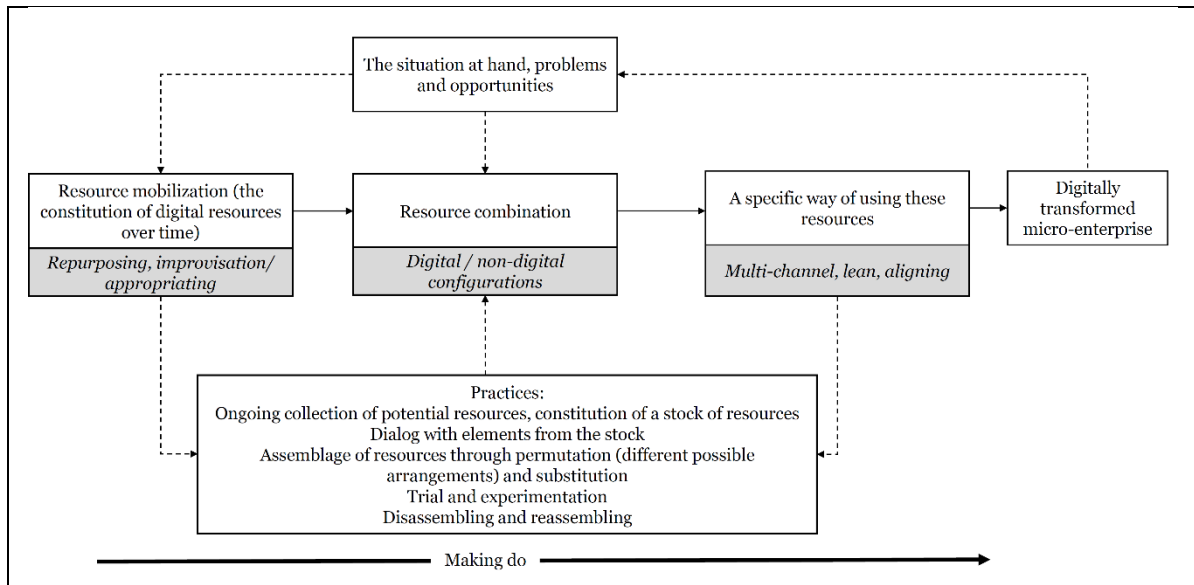 The situation at hand, problems
and opportunities
Resource mobilization (the
constitution of digital resources
over time)
Repurposing, improvisation/
appropriating
Resource combination
Digital / non-digital
configurations
A specific way of using these
resources
Multi-channel, lean, aligning
Digitally
transformed
micro-enterprise
Practices:
Ongoing collection of potential resources, constitution of a stock of resources
Dialog with elements from the stock
Assemblage of resources through permutation (different possible
arrangements) and substitution
Trial and experimentation
Disassembling and reassembling
Making do